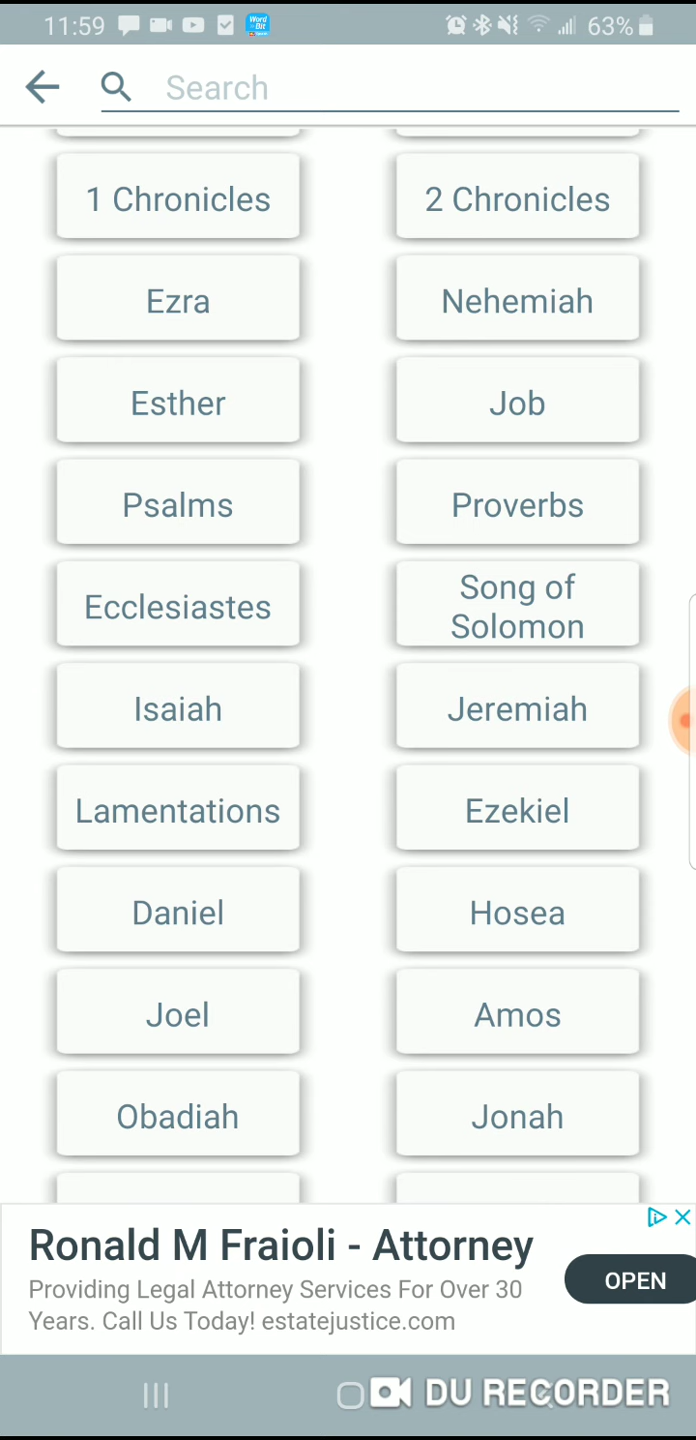 11:59
Word
Bit
63%
Search
1 Chronicles
2 Chronicles
Ezra
Nehemiah
Esther
Job
Psalms
Proverbs
Ecclesiastes
Song of
Solomon
Isaiah
Jeremiah
Lamentations
Ezekiel
Daniel
Hosea
Joel
Amos
Obadiah
Jonah
Ronald M Fraioli - Attorney
Providing Legal Attorney Services For Over 30
Years. Call Us Today! estatejustice.com
OPEN
DU RECORDER